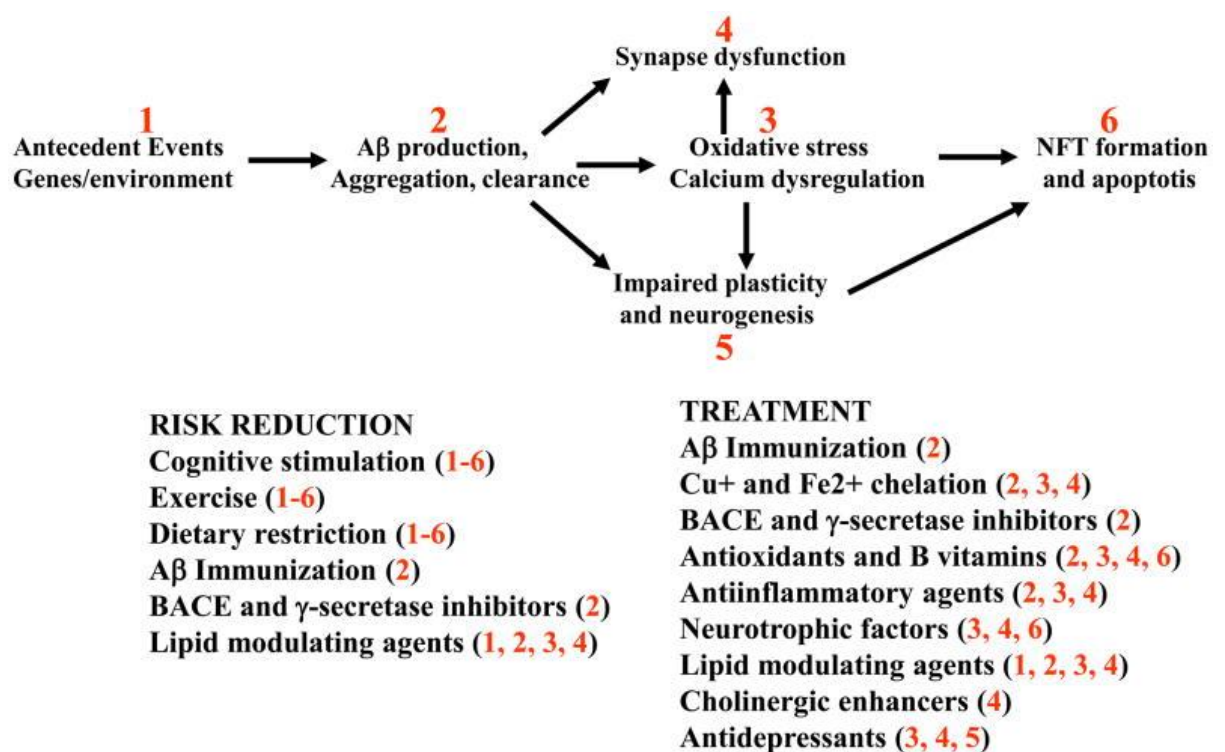 4
Synapse dysfunction
1
Antecedent Events
Genes/environment
2
Aβ production,
Aggregation, clearance
3
Oxidative stress
Calcium dysregulation
6
NFT formation
and apoptotis
Impaired plasticity
and neurogenesis
5
RISK REDUCTION
Cognitive stimulation (1-6)
Exercise (1-6)
Dietary restriction (1-6)
Aβ Immunization (2)
BACE and γ-secretase inhibitors (2)
Lipid modulating agents (1, 2, 3, 4)
TREATMENT
Aβ Immunization (2)
Cu+ and Fe2+ chelation (2, 3, 4)
BACE and γ-secretase inhibitors (2)
Antioxidants and B vitamins (2, 3, 4, 6)
Antiinflammatory agents (2, 3, 4)
Neurotrophic factors (3, 4, 6)
Lipid modulating agents (1, 2, 3, 4)
Cholinergic enhancers (4)
Antidepressants (3, 4, 5)